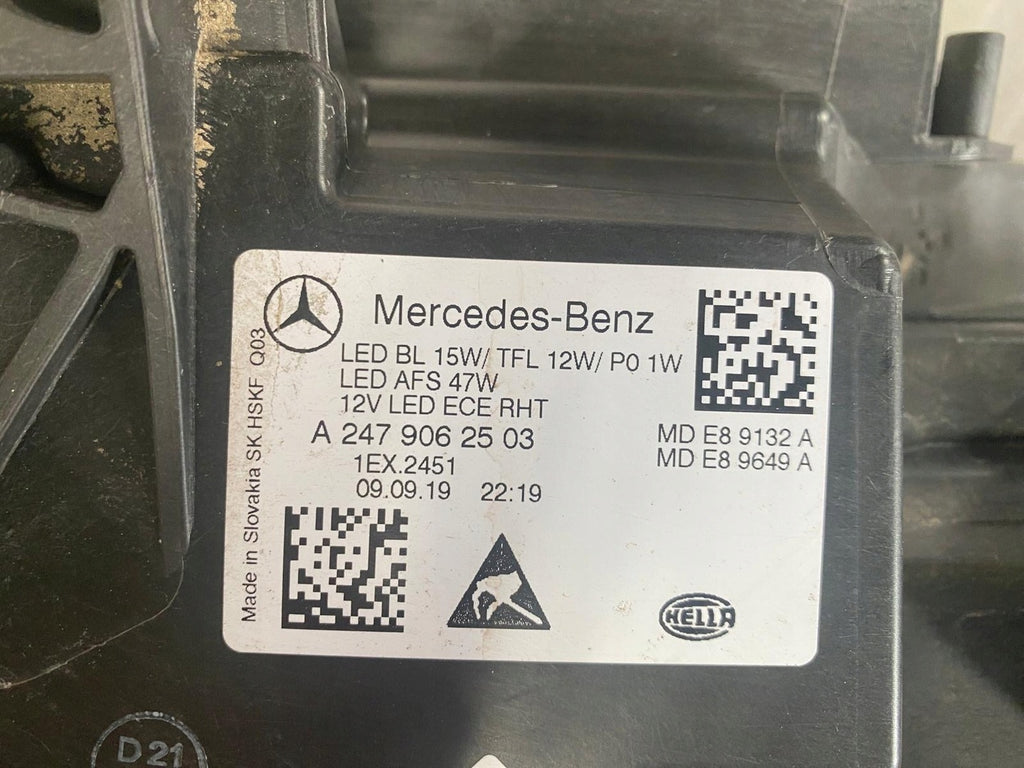 Mercedes-Benz
LED BL 15W/ TFL 12W/ P0 1W
LED AFS 47W
12V LED ECE RHT
A 247 906 25 03
MD E8 9132 A
MD E8 9649 A
1EX.2451
09.09.19 22:19
Made in Slovakia SK HSKF Q03
HELLA
D 21